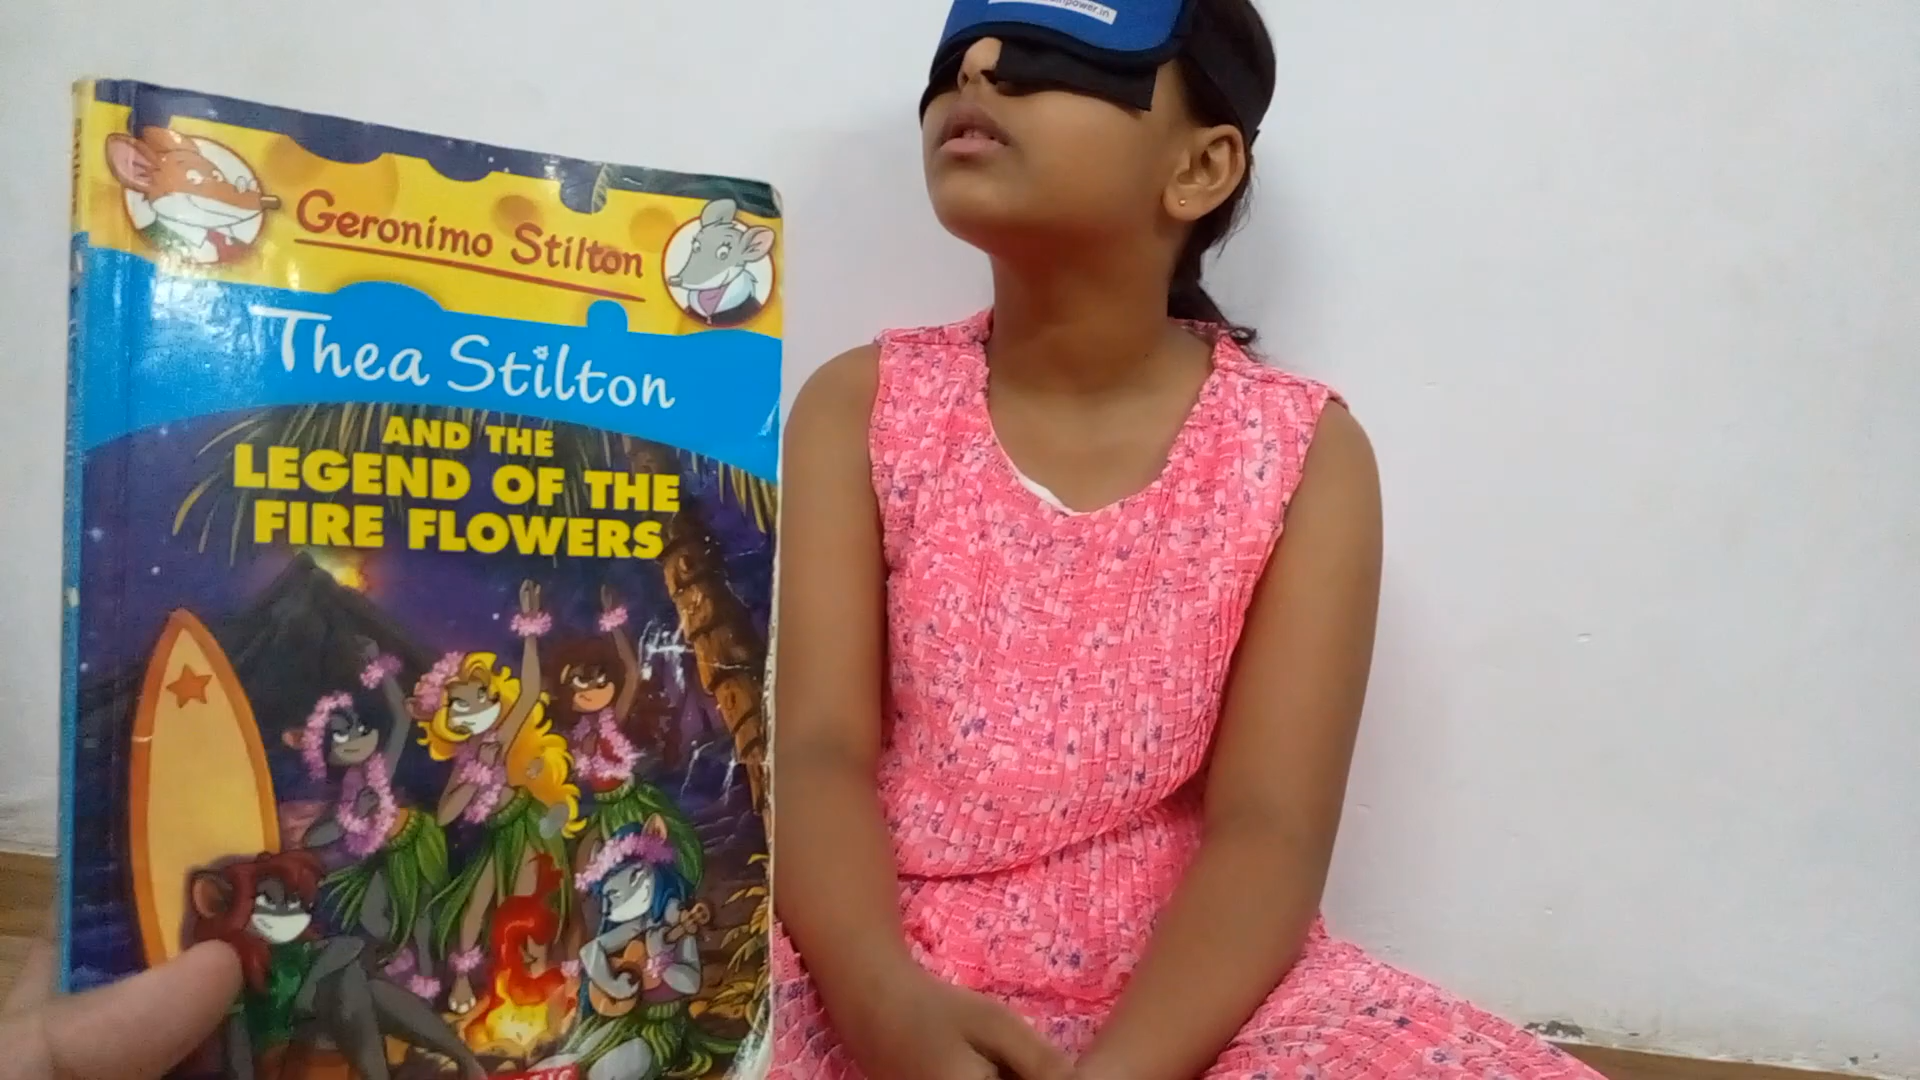 Geronimo Stilton
Thea Stilton
AND THE
LEGEND OF THE
FIRE FLOWERS